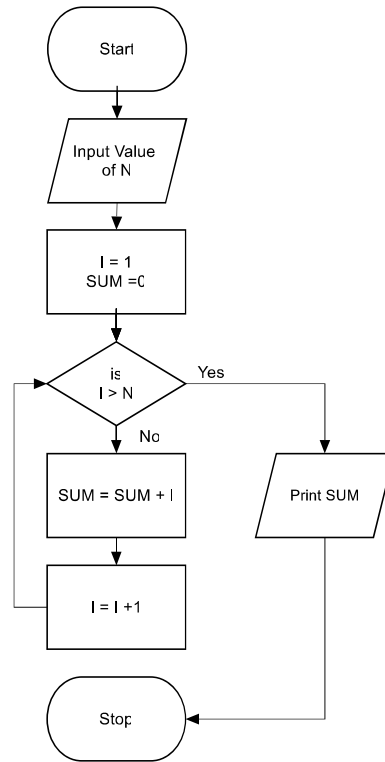 Start
Input Value
of N
I = 1
SUM =0
is
I > N
Yes
No
SUM = SUM + I
Print SUM
I = I +1
Stop